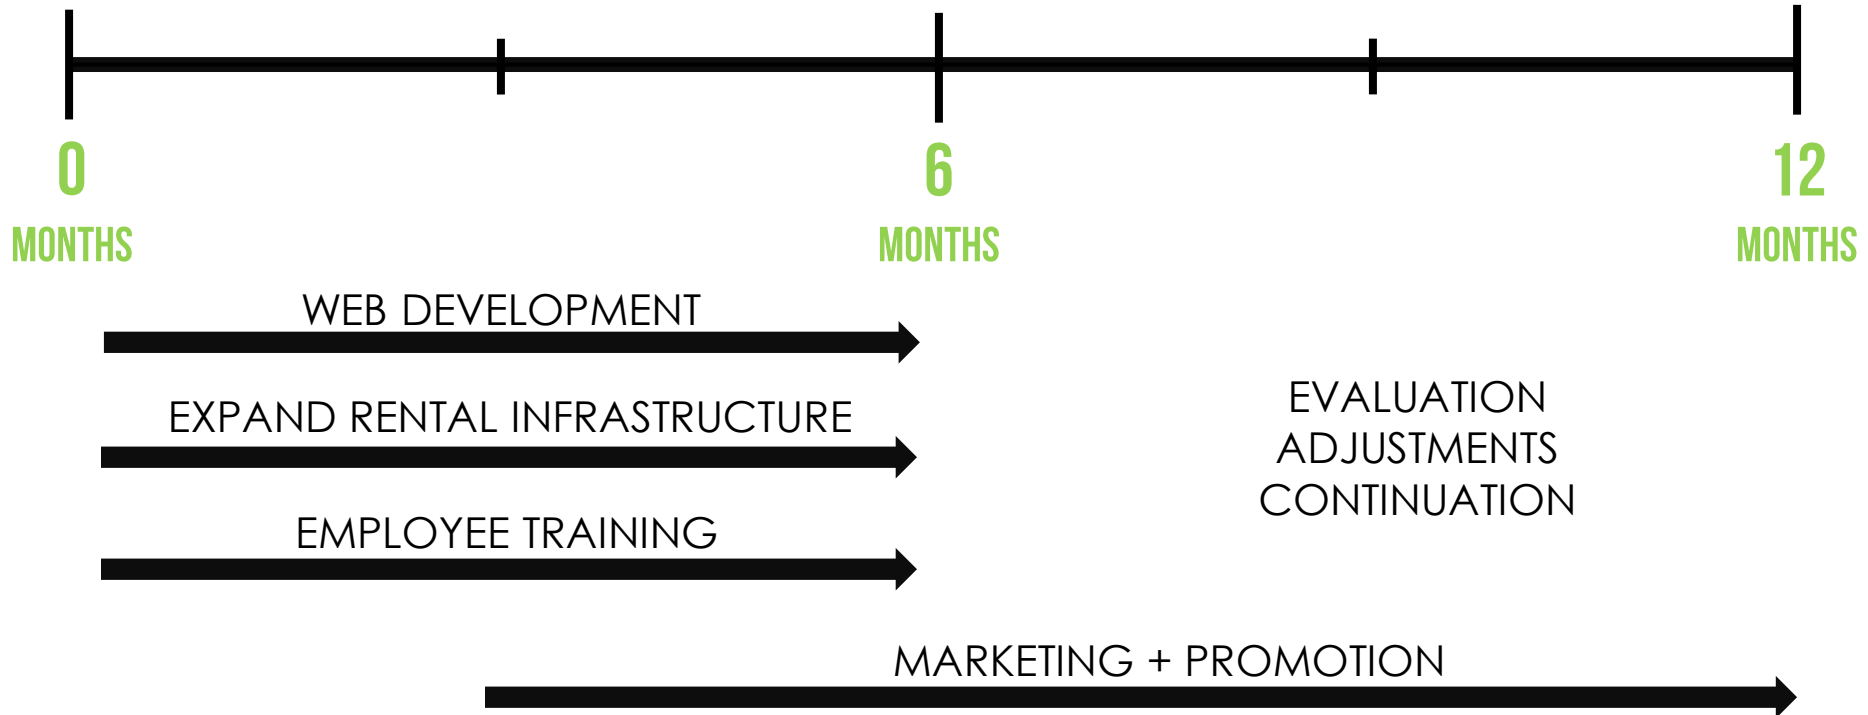 0
MONTHS
6
MONTHS
12
MONTHS
WEB DEVELOPMENT
EXPAND RENTAL INFRASTRUCTURE
EMPLOYEE TRAINING
EVALUATION
ADJUSTMENTS
CONTINUATION
MARKETING + PROMOTION